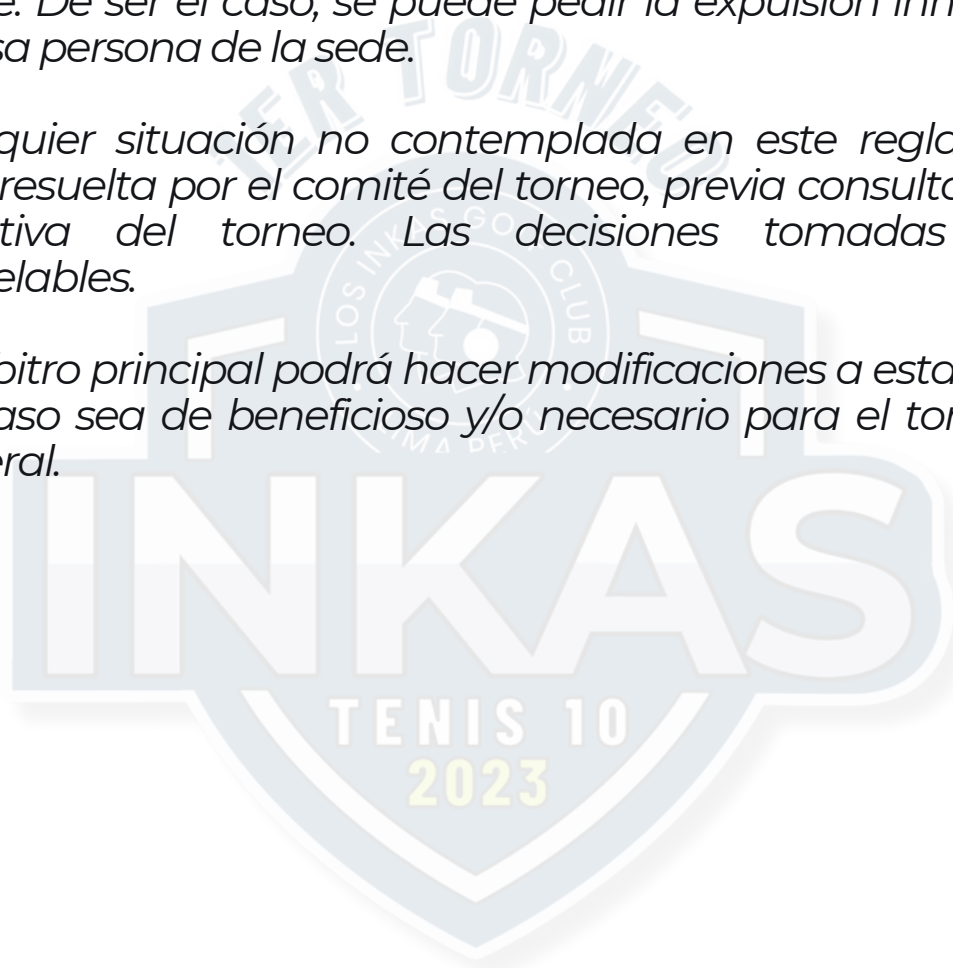 e. De ser el caso, se puede pedir la expulsión inm
sa persona de la sede.
quier situación no contemplada en este regla
resuelta por el comité del torneo, previa consulta
tiva del torneo. Las decisiones tomadas
elables.
bitro principal podrá hacer modificaciones a esta
aso sea de beneficioso y/o necesario para el tor
eral.
1ER TORNEO
LOS INKAS GOLF CLUB
LIMA PERU
INKAS
TENIS 10
2023